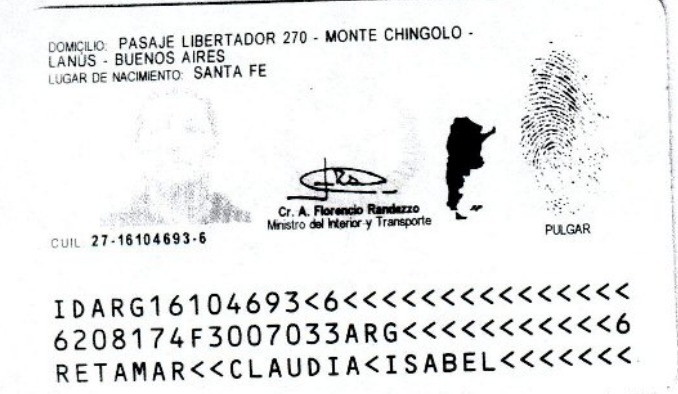 DOMICILIO: PASAJE LIBERTADOR 270 - MONTE CHINGOLO -
LANÚS - BUENOS AIRES
LUGAR DE NACIMIENTO: SANTA FE
Cr. A. Florencio Randazzo
Ministro del Interior y Transporte
PULGAR
CUIL 27-16104693-6
IDARG16104693<6<<<<<<<<<<<<<<<
6208174F3007033ARG<<<<<<<<<<<6
RETAMAR<<CLAUDIA<ISABEL<<<<<<<